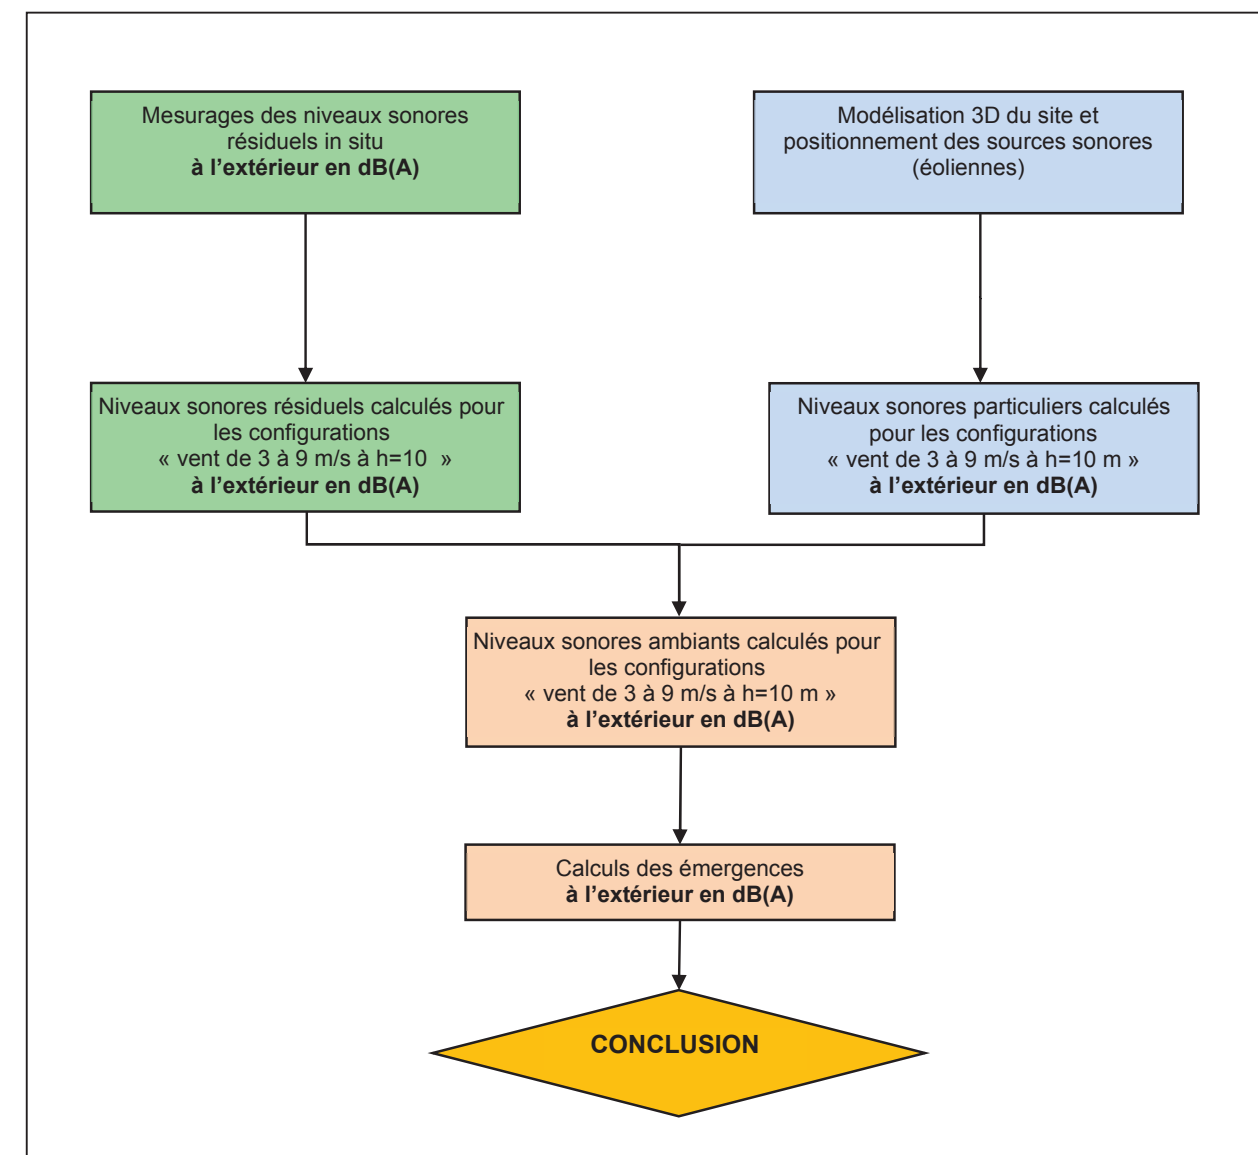 Mesurages des niveaux sonores
résiduels in situ
à l’extérieur en dB(A)
Modélisation 3D du site et
positionnement des sources sonores
(éoliennes)
Niveaux sonores résiduels calculés pour
les configurations
« vent de 3 à 9 m/s à h=10  »
à l’extérieur en dB(A)
Niveaux sonores particuliers calculés
pour les configurations
« vent de 3 à 9 m/s à h=10 m »
à l’extérieur en dB(A)
Niveaux sonores ambiants calculés pour
les configurations
« vent de 3 à 9 m/s à h=10 m »
à l’extérieur en dB(A)
Calculs des émergences
à l’extérieur en dB(A)
CONCLUSION